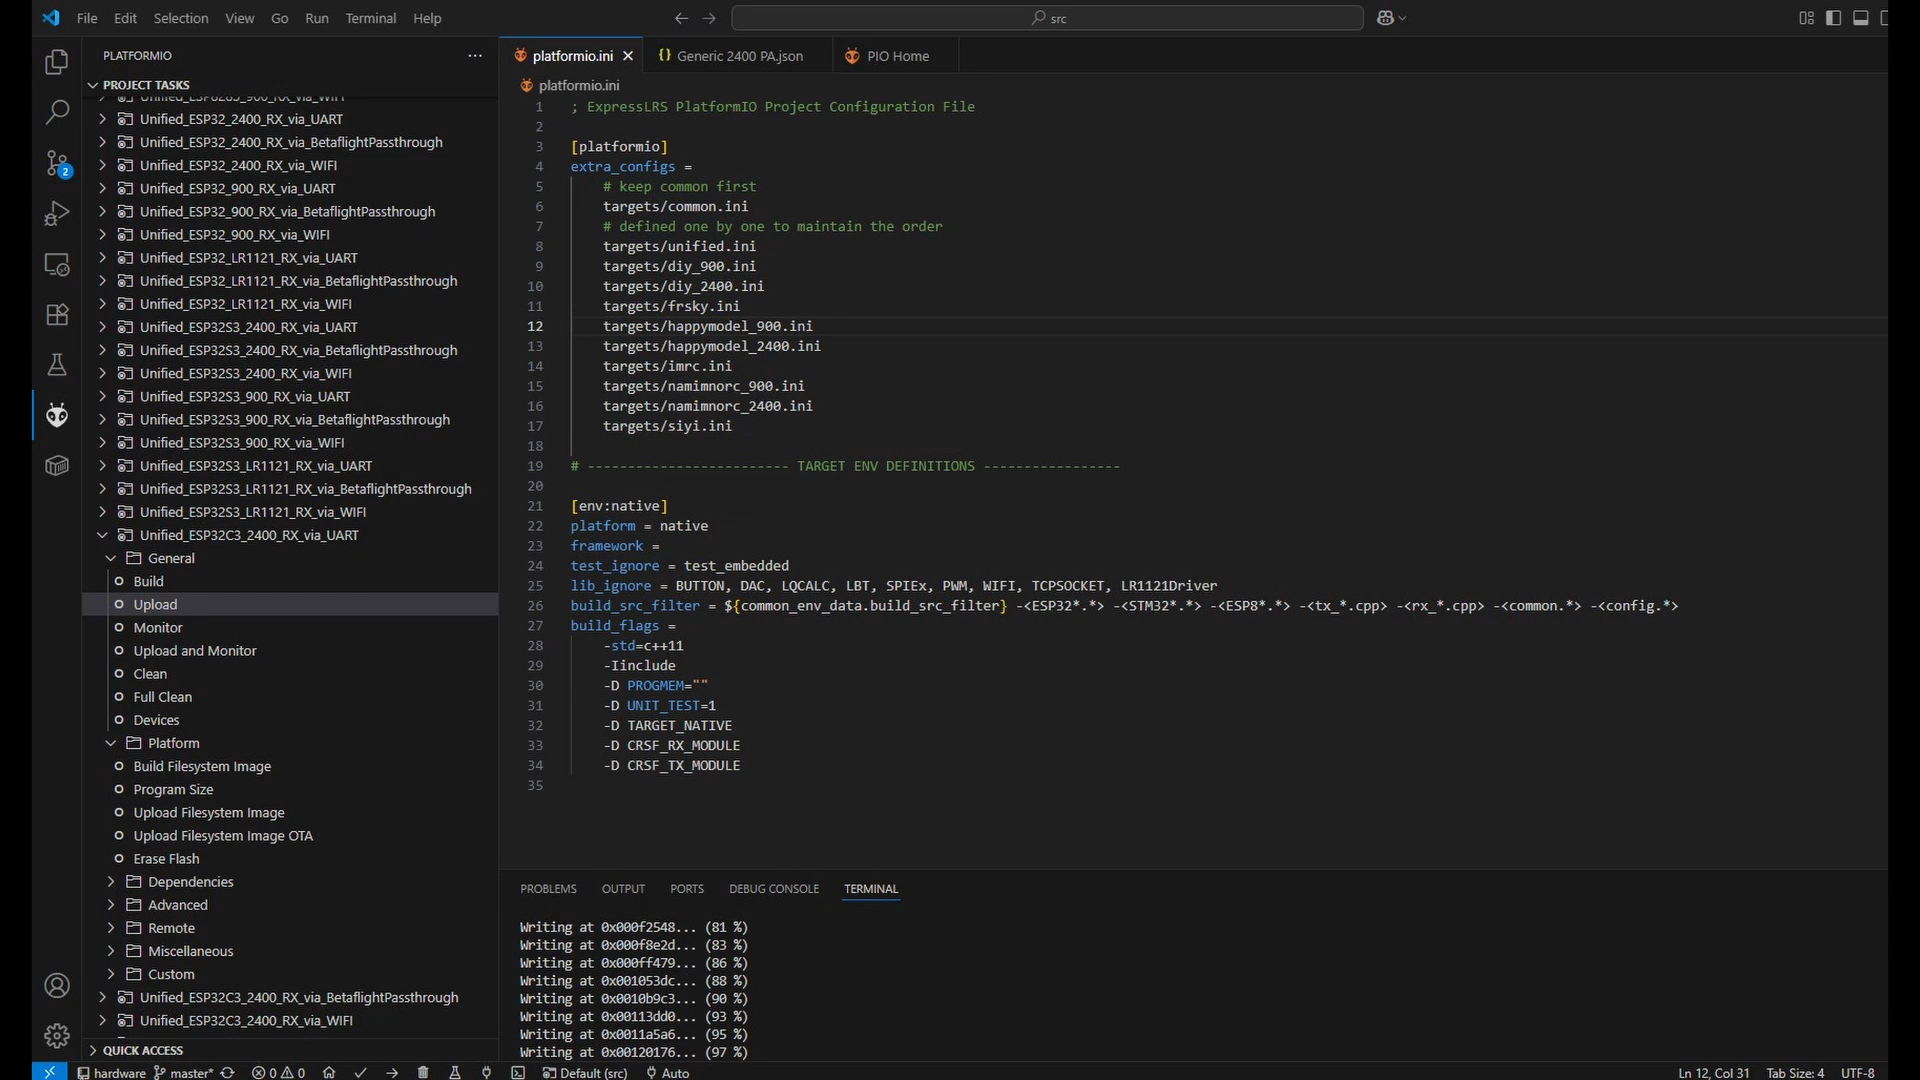 File Edit Selection View Go Run Terminal Help
src
PLATFORMIO
PROJECT TASKS
Unified_ESP8285_900_RX_via_WIFI
Unified_ESP32_2400_RX_via_UART
Unified_ESP32_2400_RX_via_BetaflightPassthrough
Unified_ESP32_2400_RX_via_WIFI
Unified_ESP32_900_RX_via_UART
Unified_ESP32_900_RX_via_BetaflightPassthrough
Unified_ESP32_900_RX_via_WIFI
Unified_ESP32_LR1121_RX_via_UART
Unified_ESP32_LR1121_RX_via_BetaflightPassthrough
Unified_ESP32_LR1121_RX_via_WIFI
Unified_ESP32S3_2400_RX_via_UART
Unified_ESP32S3_2400_RX_via_BetaflightPassthrough
Unified_ESP32S3_2400_RX_via_WIFI
Unified_ESP32S3_900_RX_via_UART
Unified_ESP32S3_900_RX_via_BetaflightPassthrough
Unified_ESP32S3_900_RX_via_WIFI
Unified_ESP32S3_LR1121_RX_via_UART
Unified_ESP32S3_LR1121_RX_via_BetaflightPassthrough
Unified_ESP32S3_LR1121_RX_via_WIFI
Unified_ESP32C3_2400_RX_via_UART
General
Build
Upload
Monitor
Upload and Monitor
Clean
Full Clean
Devices
Platform
Build Filesystem Image
Program Size
Upload Filesystem Image
Upload Filesystem Image OTA
Erase Flash
Dependencies
Advanced
Remote
Miscellaneous
Custom
Unified_ESP32C3_2400_RX_via_BetaflightPassthrough
Unified_ESP32C3_2400_RX_via_WIFI
QUICK ACCESS
2
platformio.ini
Generic 2400 PA.json
PIO Home
platformio.ini
1 ; ExpressLRS PlatformIO Project Configuration File
2
3 [platformio]
4 extra_configs =
5 # keep common first
6 targets/common.ini
7 # defined one by one to maintain the order
8 targets/unified.ini
9 targets/diy_900.ini
10 targets/diy_2400.ini
11 targets/frsky.ini
12 targets/happymodel_900.ini
13 targets/happymodel_2400.ini
14 targets/imrc.ini
15 targets/namimnorc_900.ini
16 targets/namimnorc_2400.ini
17 targets/siyi.ini
18
19 # ------------------------- TARGET ENV DEFINITIONS -----------------
20
21 [env:native]
22 platform = native
23 framework =
24 test_ignore = test_embedded
25 lib_ignore = BUTTON, DAC, LQCALC, LBT, SPIEx, PWM, WIFI, TCPSOCKET, LR1121Driver
26 build_src_filter = ${common_env_data.build_src_filter} -<ESP32*.*> -<STM32*.*> -<ESP8*.*> -<tx_*.cpp> -<rx_*.cpp> -<common.*> -<config.*>
27 build_flags =
28 -std=c++11
29 -Iinclude
30 -D PROGMEM=""
31 -D UNIT_TEST=1
32 -D TARGET_NATIVE
33 -D CRSF_RX_MODULE
34 -D CRSF_TX_MODULE
35
PROBLEMS OUTPUT PORTS DEBUG CONSOLE TERMINAL
Writing at 0x000f2548... (81 %)
Writing at 0x000f8e2d... (83 %)
Writing at 0x000ff479... (86 %)
Writing at 0x001053dc... (88 %)
Writing at 0x0010b9c3... (90 %)
Writing at 0x00113dd0... (93 %)
Writing at 0x0011a5a6... (95 %)
Writing at 0x00120176... (97 %)
hardware master* 0 0 Default (src) Auto Ln 12, Col 31 Tab Size: 4 UTF-8